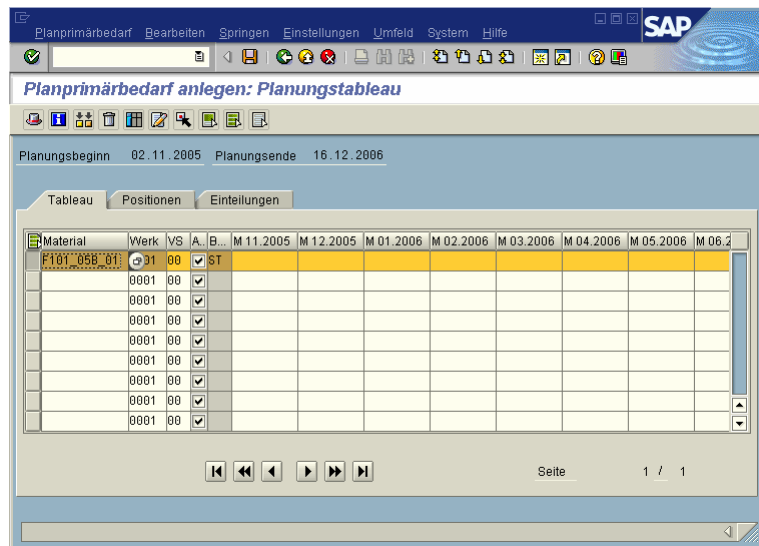 Planprimärbedarf Bearbeiten Springen Einstellungen Umfeld System Hilfe
SAP
Planprimärbedarf anlegen: Planungstableau
Planungsbeginn 02.11.2005 Planungsende 16.12.2006
Tableau Positionen Einteilungen
Material Werk VS A.. B... M 11.2005 M 12.2005 M 01.2006 M 02.2006 M 03.2006 M 04.2006 M 05.2006 M 06.2
F101_05B_01 01 00 ST
0001 00
0001 00
0001 00
0001 00
0001 00
0001 00
0001 00
0001 00
Seite 1 / 1